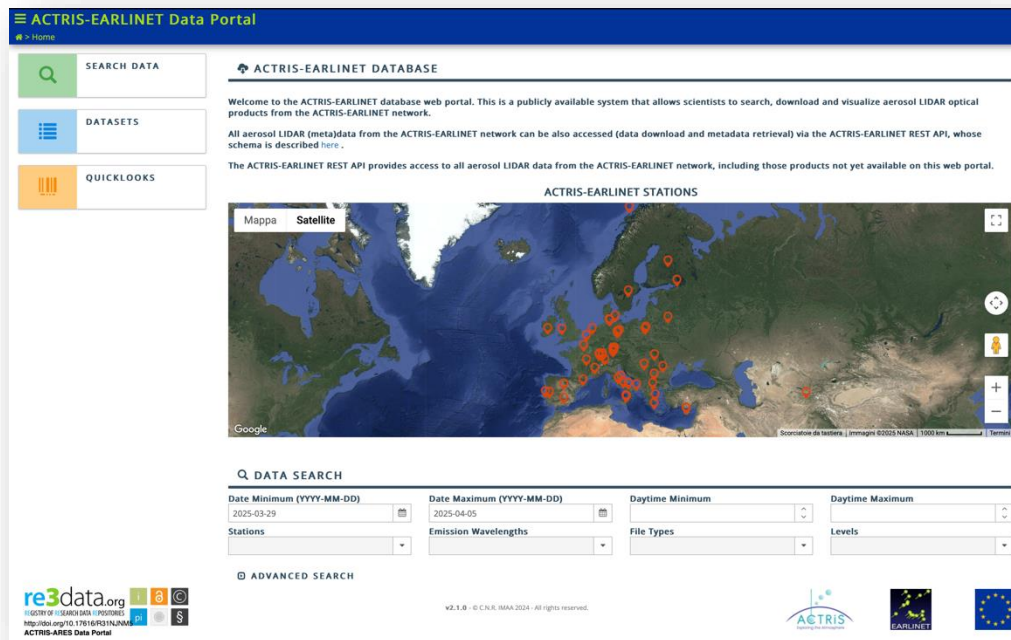 ACTRIS-EARLINET Data Portal
> Home
SEARCH DATA
DATASETS
QUICKLOOKS
ACTRIS-EARLINET DATABASE
Welcome to the ACTRIS-EARLINET database web portal. This is a publicly available system that allows scientists to search, download and visualize aerosol LIDAR optical
products from the ACTRIS-EARLINET network.
All aerosol LIDAR (meta)data from the ACTRIS-EARLINET network can be also accessed (data download and metadata retrieval) via the ACTRIS-EARLINET REST API, whose
schema is described here .
The ACTRIS-EARLINET REST API provides access to all aerosol LIDAR data from the ACTRIS-EARLINET network, including those products not yet available on this web portal.
ACTRIS-EARLINET STATIONS
Mappa Satellite
Google
Scorciatoie da tastiera Immagini ©2025 NASA 1000 km Termini
DATA SEARCH
Date Minimum (YYYY-MM-DD) Date Maximum (YYYY-MM-DD) Daytime Minimum Daytime Maximum
2025-03-29 2025-04-05
Stations Emission Wavelengths File Types Levels
ADVANCED SEARCH
re3data.org
REGISTRY OF RESEARCH DATA REPOSITORIES
http://doi.org/10.17616/R31NJNM8
pi §
ACTRIS-ARES Data Portal
v2.1.0 - © C.N.R. IMAA 2024 - All rights reserved.
ACTRIS
EARLINET